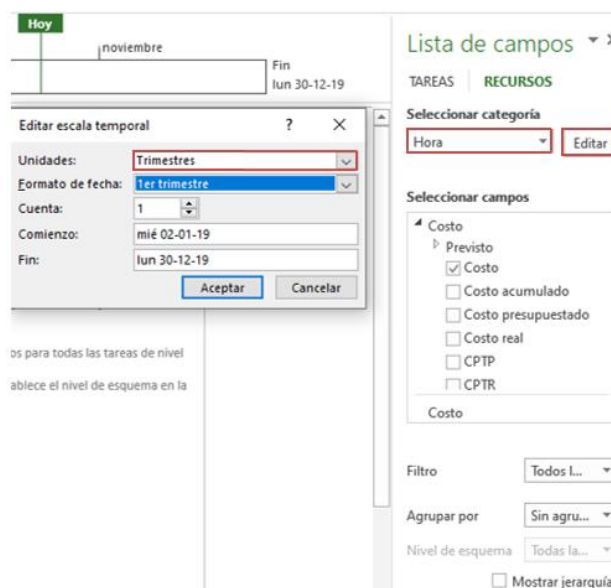 Hoy
noviembre
Fin
lun 30-12-19
Editar escala temporal ? X
Unidades: Trimestres
Formato de fecha: 1er trimestre
Cuenta: 1
Comienzo: mié 02-01-19
Fin: lun 30-12-19
Aceptar Cancelar
os para todas las tareas de nivel
ablece el nivel de esquema en la
Lista de campos
TAREAS RECURSOS
Seleccionar categoría
Hora Editar
Seleccionar campos
Costo
Previsto
Costo
Costo acumulado
Costo presupuestado
Costo real
CPTP
CPTR
Costo
Filtro Todos l...
Agrupar por Sin agru...
Nivel de esquema Todas la...
Mostrar jerarquía